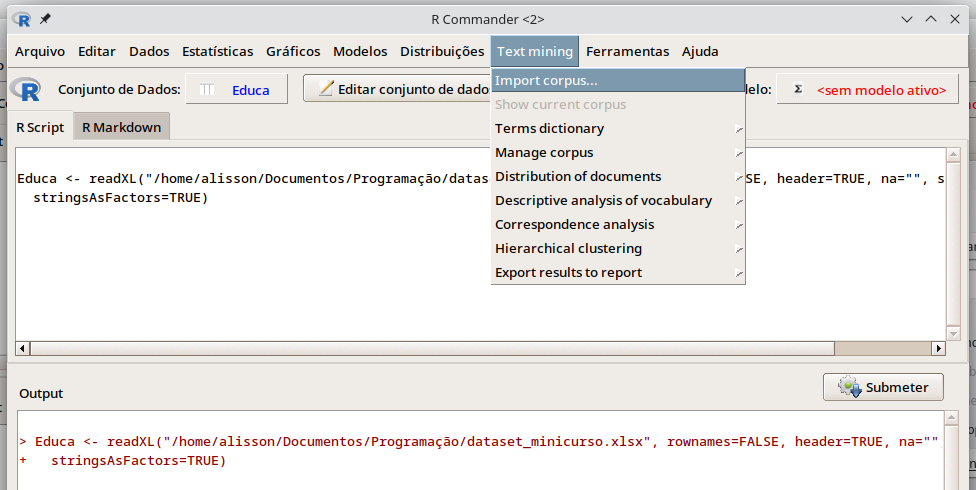 R Commander <2>
Arquivo Editar Dados Estatísticas Gráficos Modelos Distribuições Text mining Ferramentas Ajuda
R Conjunto de Dados: Educa Editar conjunto de dado elo: Σ <sem modelo ativo>
Import corpus...
Show current corpus
Terms dictionary
Manage corpus
Distribution of documents
Descriptive analysis of vocabulary
Correspondence analysis
Hierarchical clustering
Export results to report
R Script R Markdown
Educa <- readXL("/home/alisson/Documentos/Programação/datase SE, header=TRUE, na="", s
stringsAsFactors=TRUE)
Output Submeter
> Educa <- readXL("/home/alisson/Documentos/Programação/dataset_minicurso.xlsx", rownames=FALSE, header=TRUE, na=""
+ stringsAsFactors=TRUE)